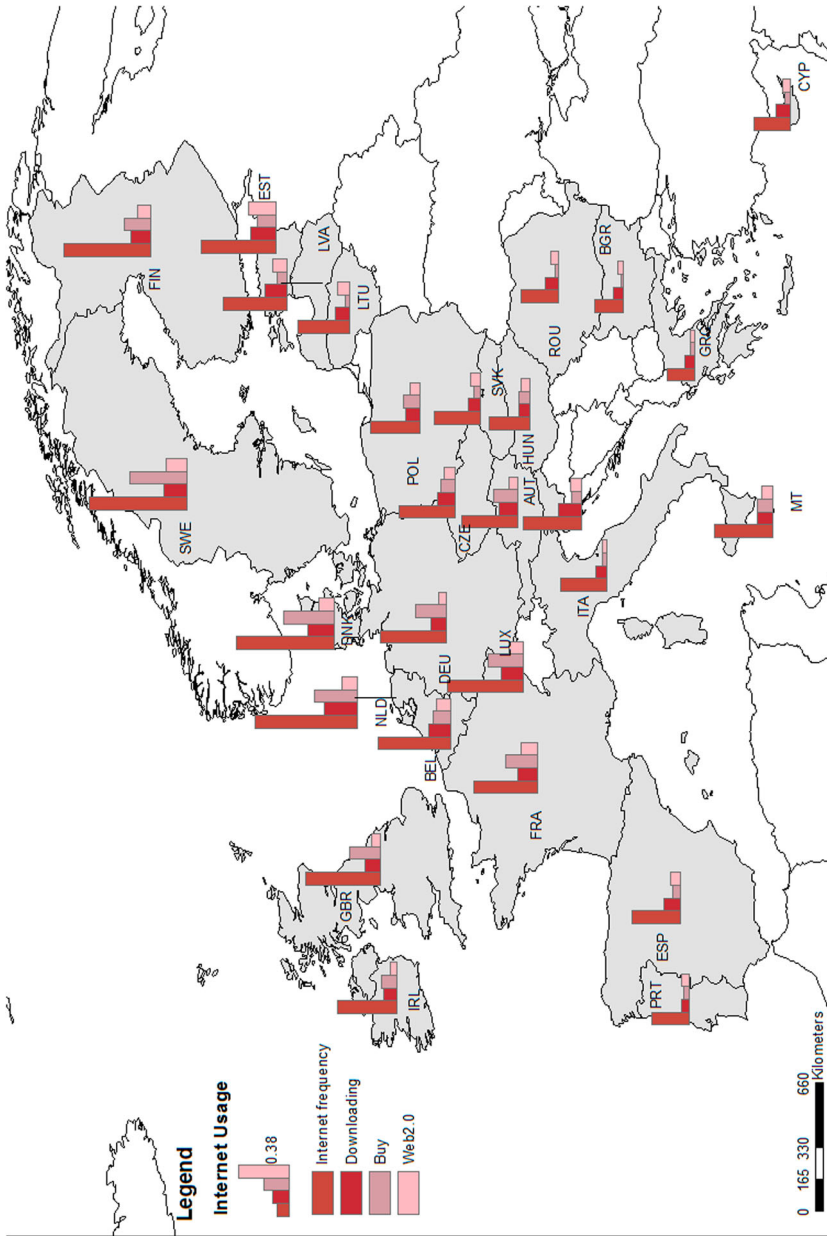 Legend
Internet Usage
0.38
Internet frequency
Downloading
Buy
Web2.0
0 165 330 660
Kilometers
FIN
SWE
EST
LVA
LTU
DNK
NLD
GBR
IRL
BEL
DEU
LUX
POL
CZE
SVK
AUT
HUN
ROU
BGR
FRA
ITA
ESP
PRT
GRC
MT
CYP